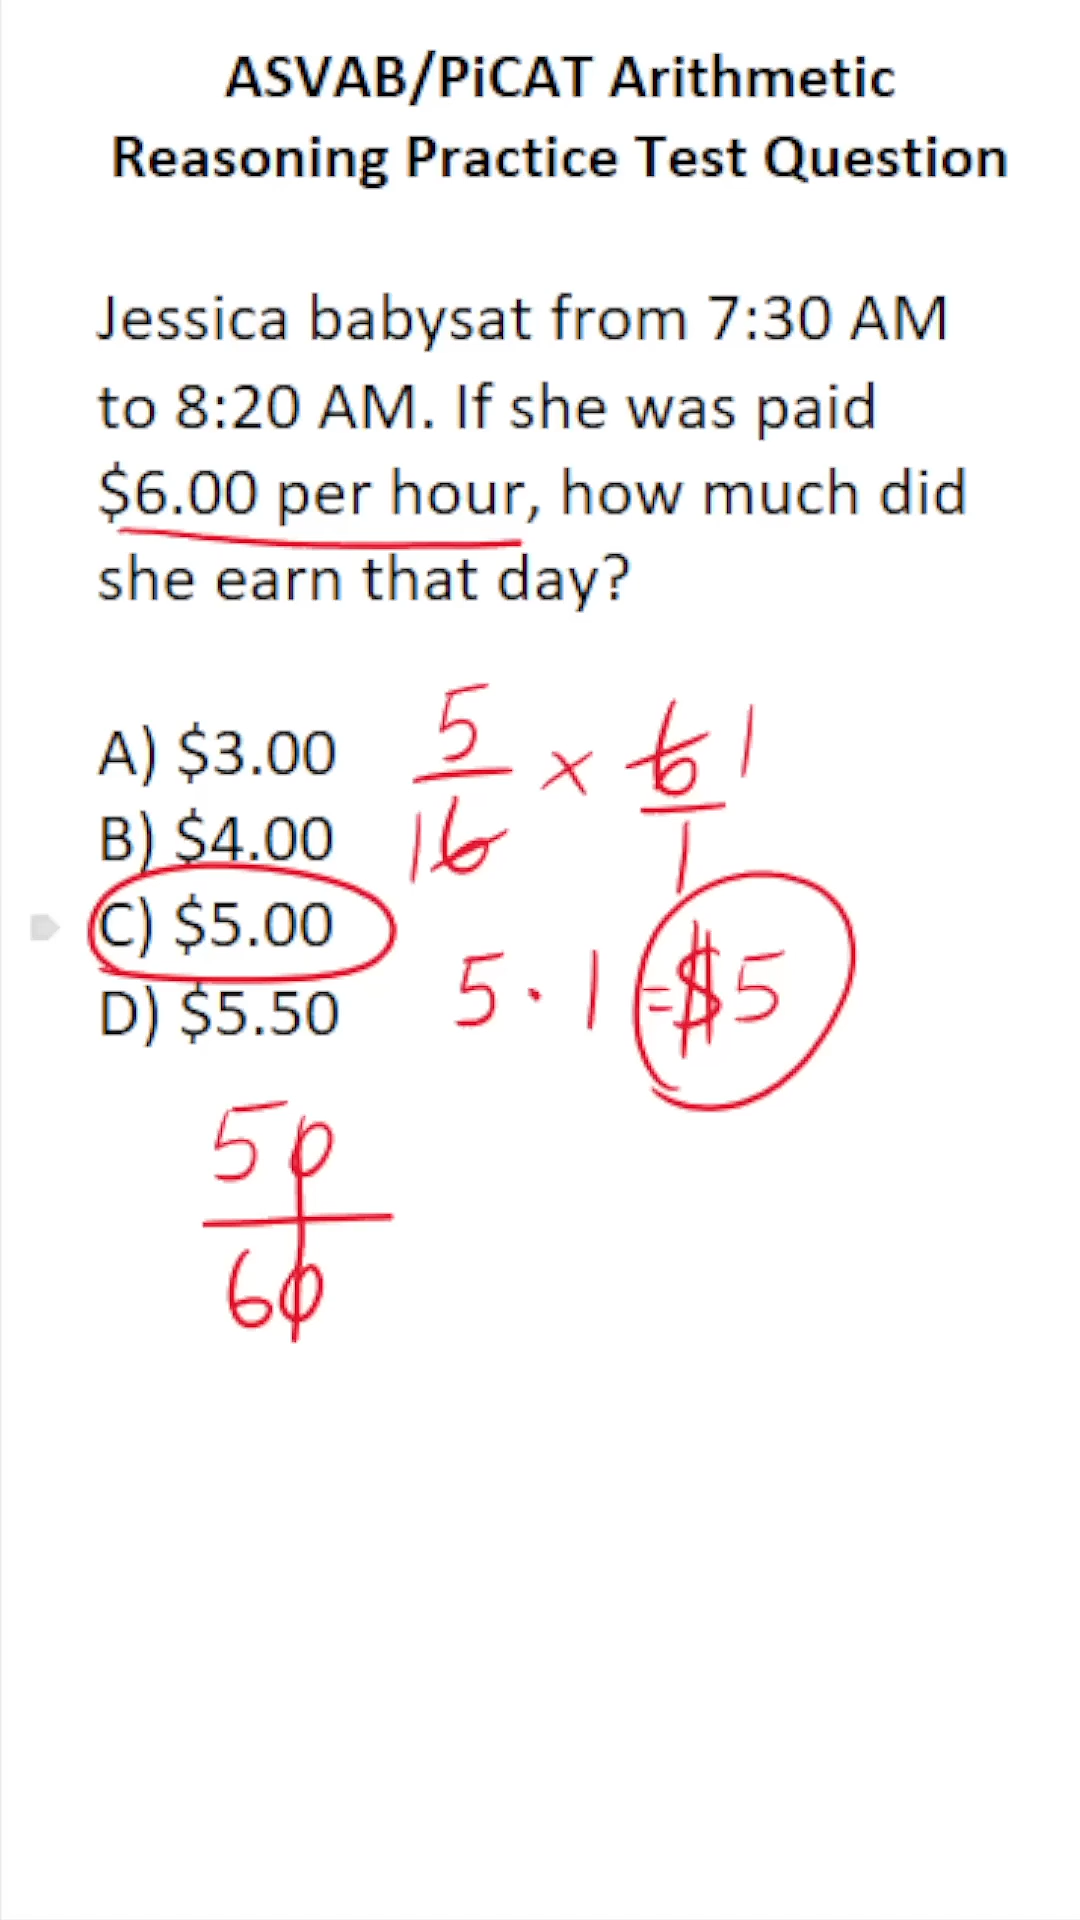 ASVAB/PiCAT Arithmetic
Reasoning Practice Test Question
Jessica babysat from 7:30 AM
to 8:20 AM. If she was paid
$6.00 per hour, how much did
she earn that day?
A) $3.00
B) $4.00
C) $5.00
D) $5.50
5/16 x 6/1 1
5 · 1 = $5
50
60